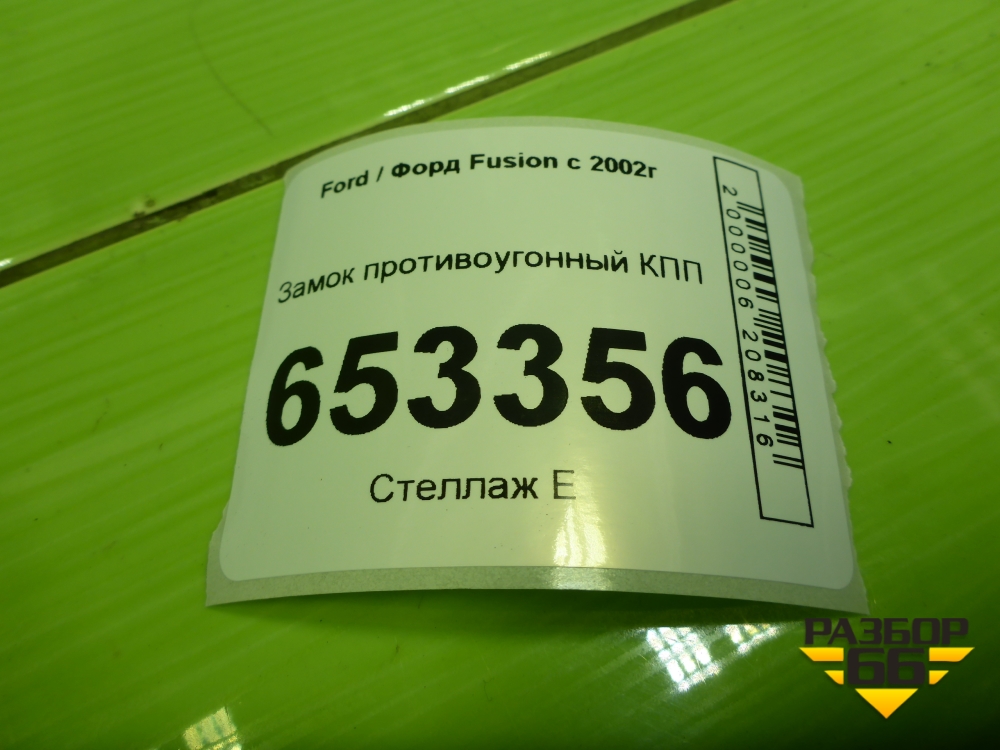 Ford / Форд Fusion с 2002г
Замок противоугонный КПП
653356
Стеллаж Е
2000006208316
РАЗБОР
66